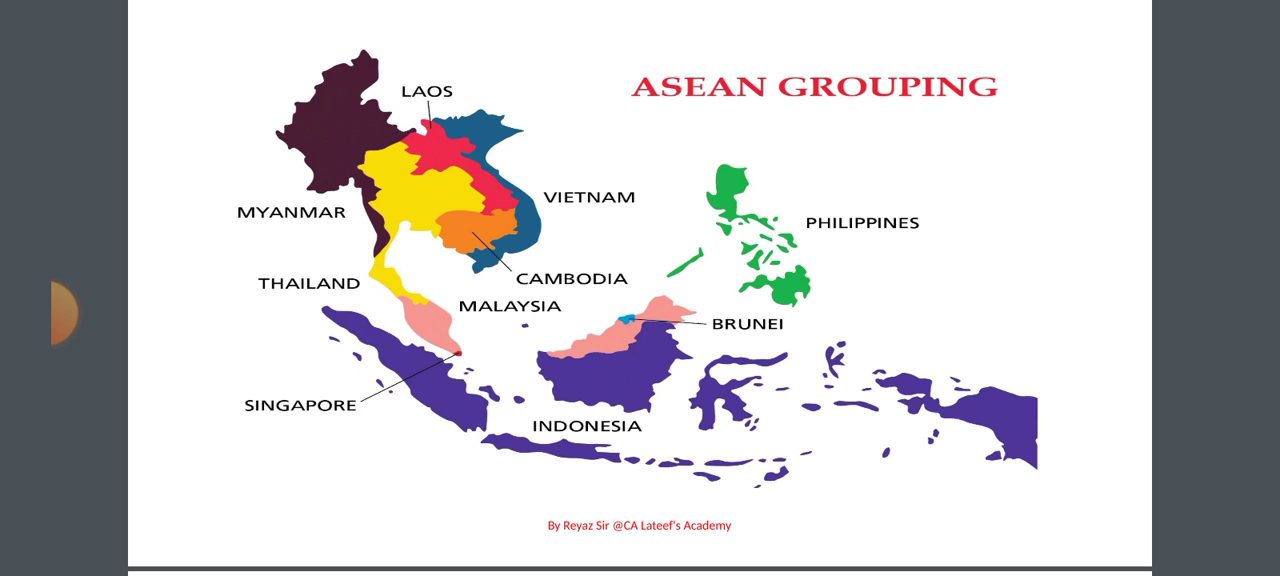 ASEAN GROUPING
LAOS
VIETNAM
MYANMAR
PHILIPPINES
CAMBODIA
THAILAND
MALAYSIA
BRUNEI
SINGAPORE
INDONESIA
By Reyaz Sir @CA Lateef's Academy